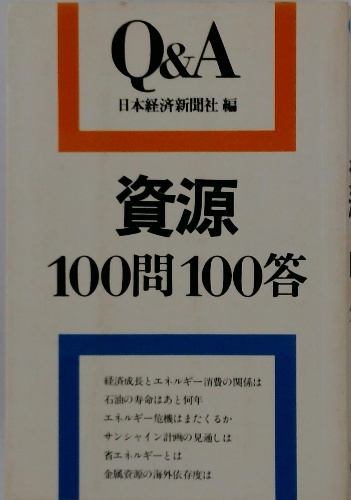 Q&A
日本経済新聞社 編
資源
100問100答
経済成長とエネルギー消費の関係は
石油の寿命はあと何年
エネルギー危機はまたくるか
サンシャイン計画の見通しは
省エネルギーとは
金属資源の海外依存度は